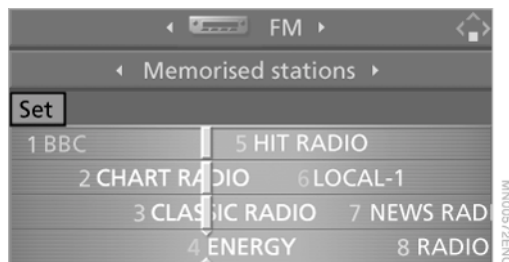 FM
Memorised stations
Set
1 BBC 5 HIT RADIO
2 CHART RADIO 6 LOCAL-1
3 CLASSIC RADIO 7 NEWS RAD
4 ENERGY 8 RADIO